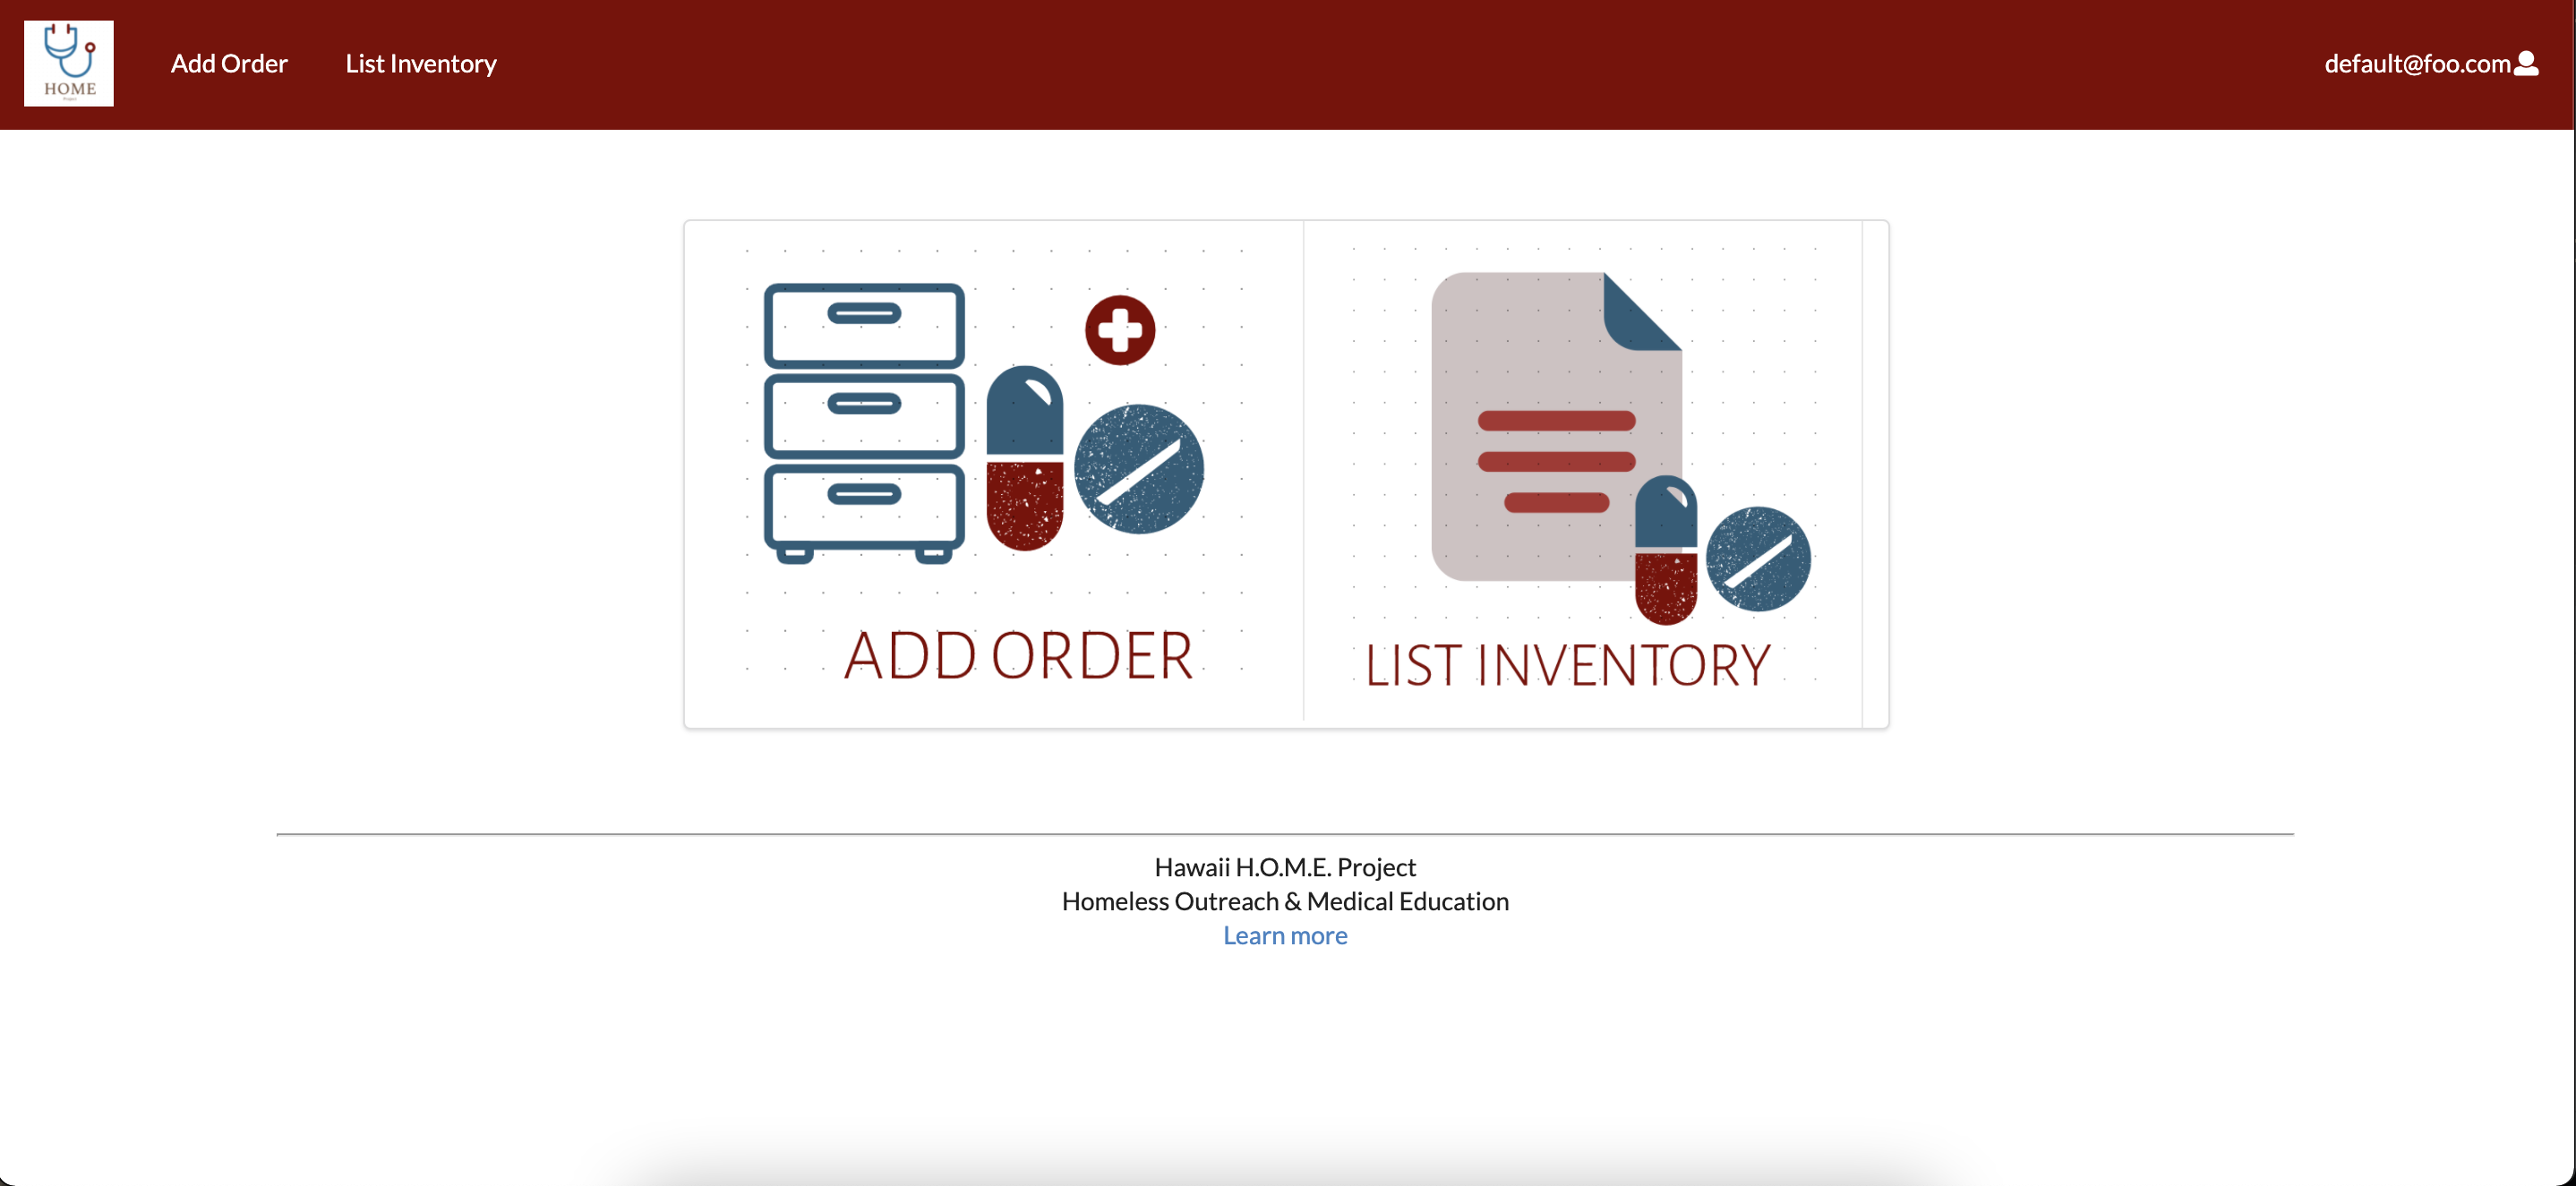 HOME
Project
Add Order
List Inventory
default@foo.com
ADD ORDER
LIST INVENTORY
Hawaii H.O.M.E. Project
Homeless Outreach & Medical Education
Learn more